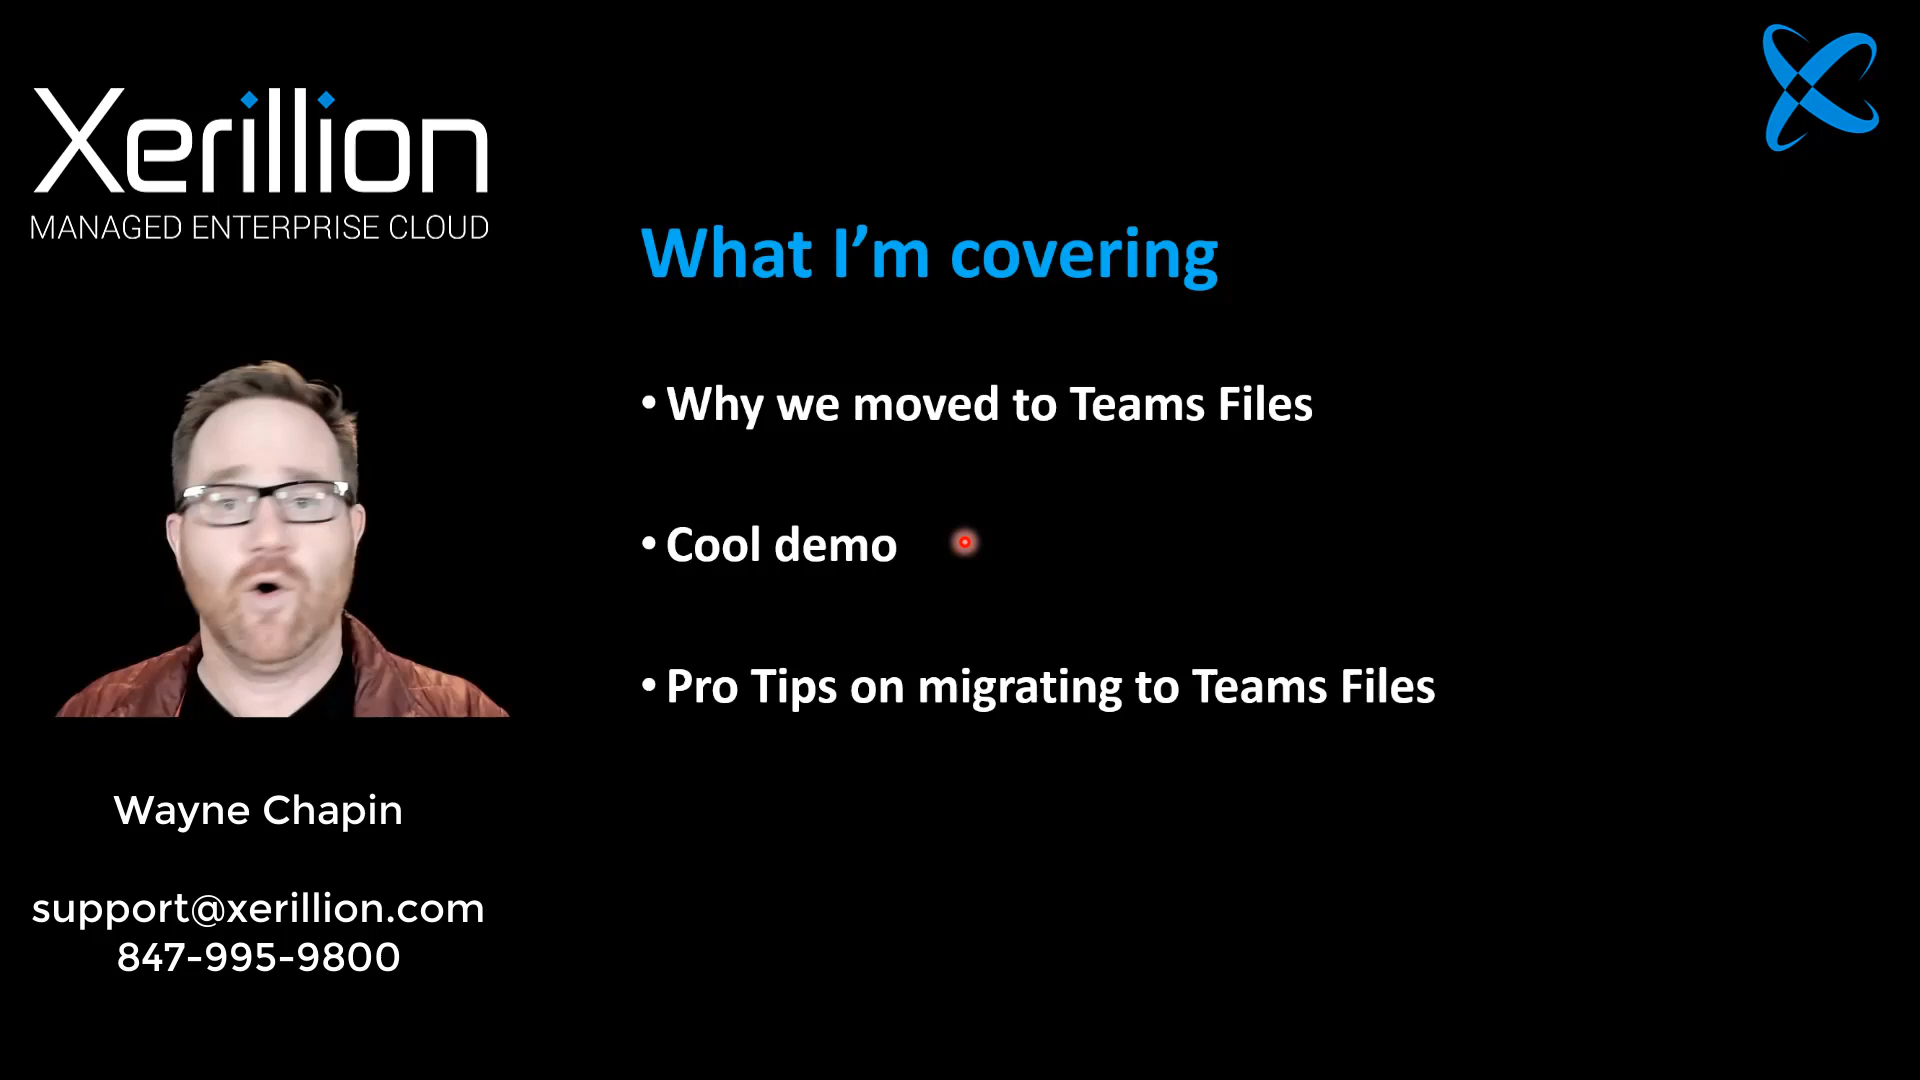 Xerillion
MANAGED ENTERPRISE CLOUD
What I’m covering
• Why we moved to Teams Files
• Cool demo
• Pro Tips on migrating to Teams Files
Wayne Chapin
support@xerillion.com
847-995-9800